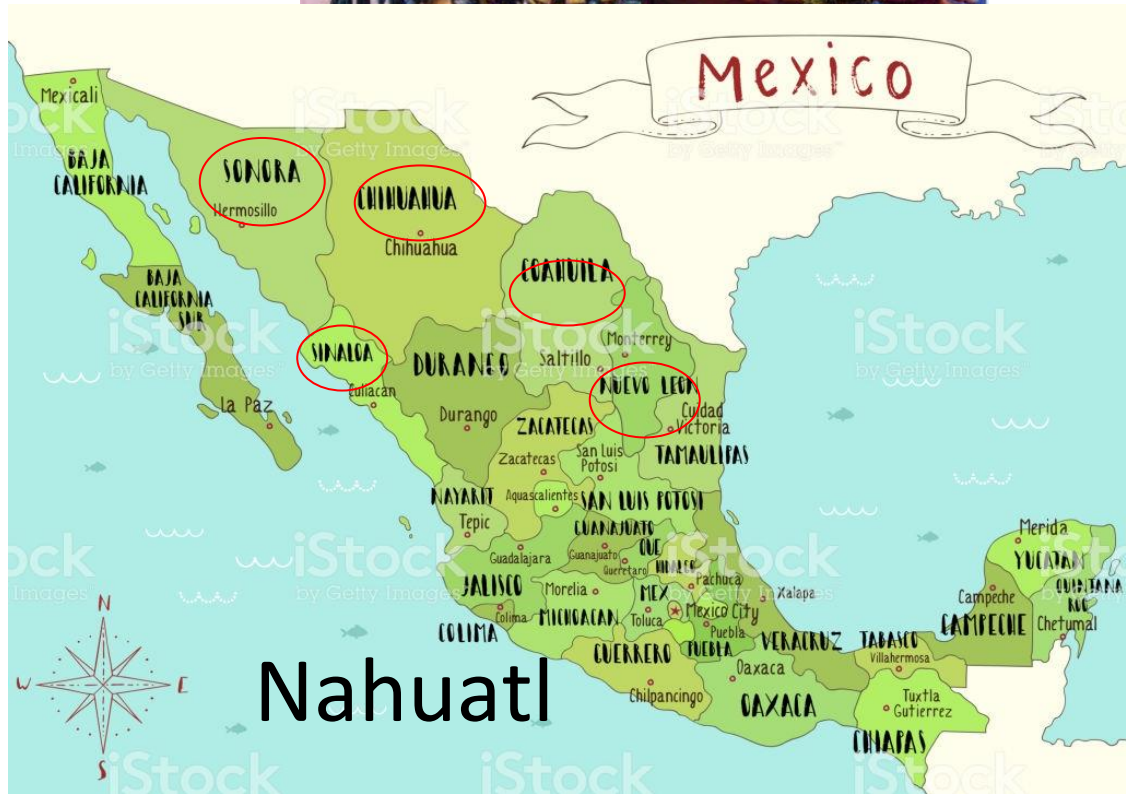 Mexico
Mexicali
BAJA
CALIFORNIA
SONORA
Hermosillo
CHIHUAHUA
Chihuahua
COAHUILA
BAJA
CALIFORNIA
SUR
La Paz
SINALOA
Culiacan
DURANGO
Durango
Saltillo
Monterrey
NUEVO LEON
Cuidad
Victoria
TAMAULIPAS
ZACATECAS
Zacatecas
San Luis
Potosi
SAN LUIS POTOSI
NAYARIT
Tepic
Aguascalientes
GUANAJUATO
Guanajuato
QUE
Queretaro
HIDALGO
Pachuca
Guadalajara
JALISCO
Colima
COLIMA
Morelia
MICHOACAN
MEX
Toluca
Mexico City
Puebla
PUEBLA
Xalapa
VERACRUZ
GUERRERO
Chilpancingo
Oaxaca
OAXACA
TABASCO
Villahermosa
Tuxtla
Gutierrez
CHIAPAS
Campeche
CAMPECHE
Merida
YUCATAN
QUINTANA
ROO
Chetumal
N
W
E
S
Nahuatl
iStock
by Getty Images